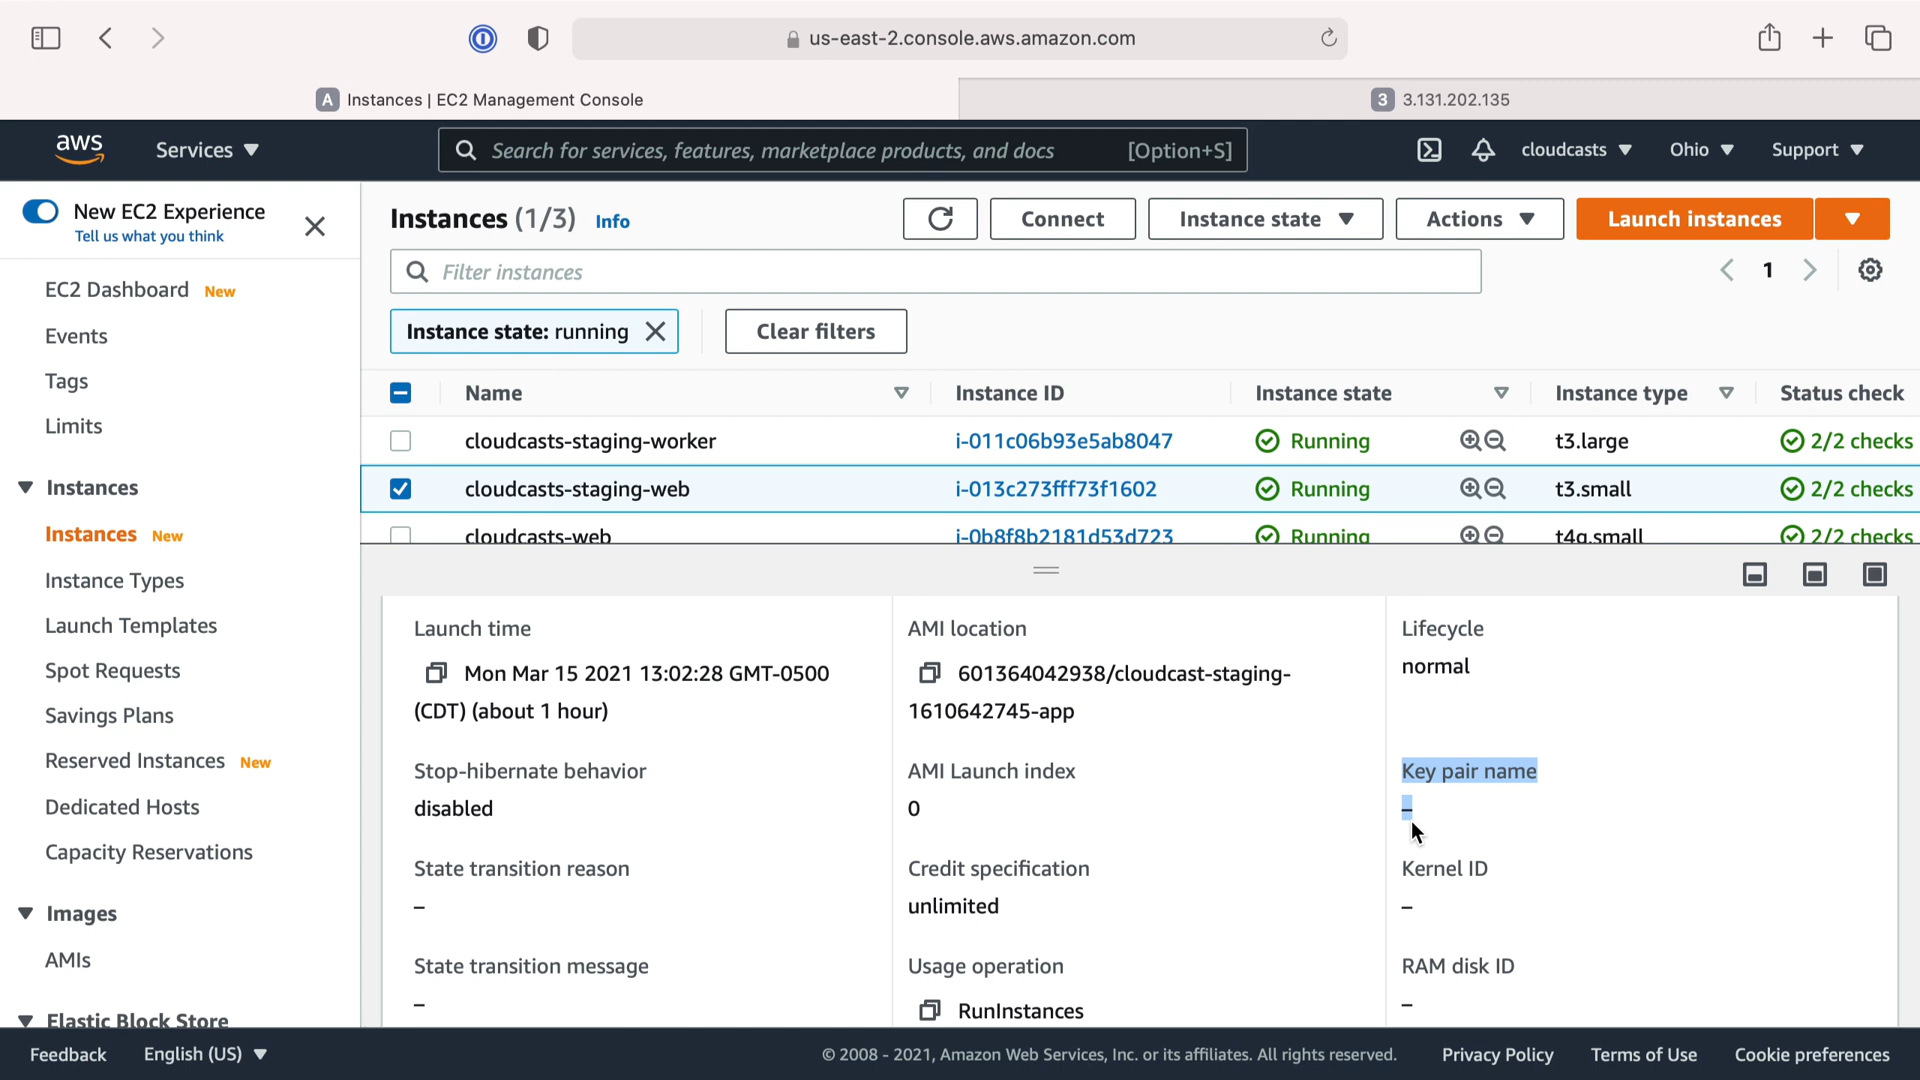 us-east-2.console.aws.amazon.com
A Instances | EC2 Management Console
3 3.131.202.135
aws
Services
Search for services, features, marketplace products, and docs [Option+S]
cloudcasts
Ohio
Support
New EC2 Experience
Tell us what you think
EC2 Dashboard New
Events
Tags
Limits
Instances
Instances New
Instance Types
Launch Templates
Spot Requests
Savings Plans
Reserved Instances New
Dedicated Hosts
Capacity Reservations
Images
AMIs
Elastic Block Store
Instances (1/3) Info
Connect
Instance state
Actions
Launch instances
Filter instances
1
Instance state: running
Clear filters
Name Instance ID Instance state Instance type Status check
cloudcasts-staging-worker i-011c06b93e5ab8047 Running t3.large 2/2 checks
cloudcasts-staging-web i-013c273fff73f1602 Running t3.small 2/2 checks
cloudcasts-web i-0b8f8b2181d53d723 Running t4g.small 2/2 checks
Launch time
Mon Mar 15 2021 13:02:28 GMT-0500
(CDT) (about 1 hour)
AMI location
601364042938/cloudcast-staging-
1610642745-app
Lifecycle
normal
Stop-hibernate behavior
disabled
AMI Launch index
0
Key pair name
–
State transition reason
–
Credit specification
unlimited
Kernel ID
–
State transition message
–
Usage operation
RunInstances
RAM disk ID
–
Feedback
English (US)
© 2008 - 2021, Amazon Web Services, Inc. or its affiliates. All rights reserved.
Privacy Policy
Terms of Use
Cookie preferences